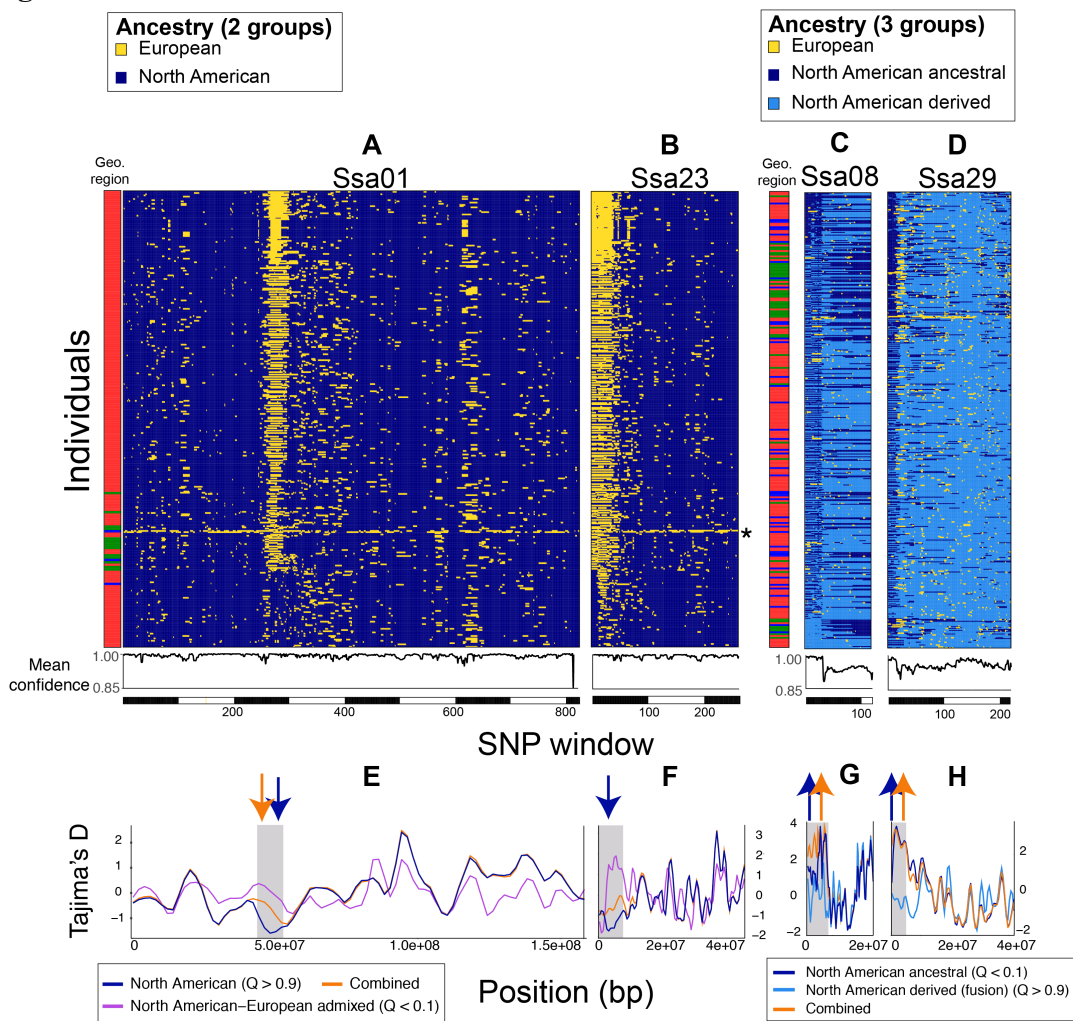 Ancestry (2 groups)
European
North American
Ancestry (3 groups)
European
North American ancestral
North American derived
A
B
C
D
Geo.
region
Ssa01
Ssa23
Geo.
region
Ssa08
Ssa29
Individuals
*
Mean
confidence
1.00
0.85
1.00
0.85
200 400 600 800
100 200
100
100 200
SNP window
E
F
G
H
Tajima's D
2
1
0
−1
3
2
1
0
−1
−2
4
2
0
−2
2
0
−2
0 5.0e+07 1.0e+08 1.5e+08
0 2e+07 4e+07
0 2e+07
0 2e+07 4e+07
North American (Q > 0.9)
Combined
North American−European admixed (Q < 0.1)
Position (bp)
North American ancestral (Q < 0.1)
North American derived (fusion) (Q > 0.9)
Combined